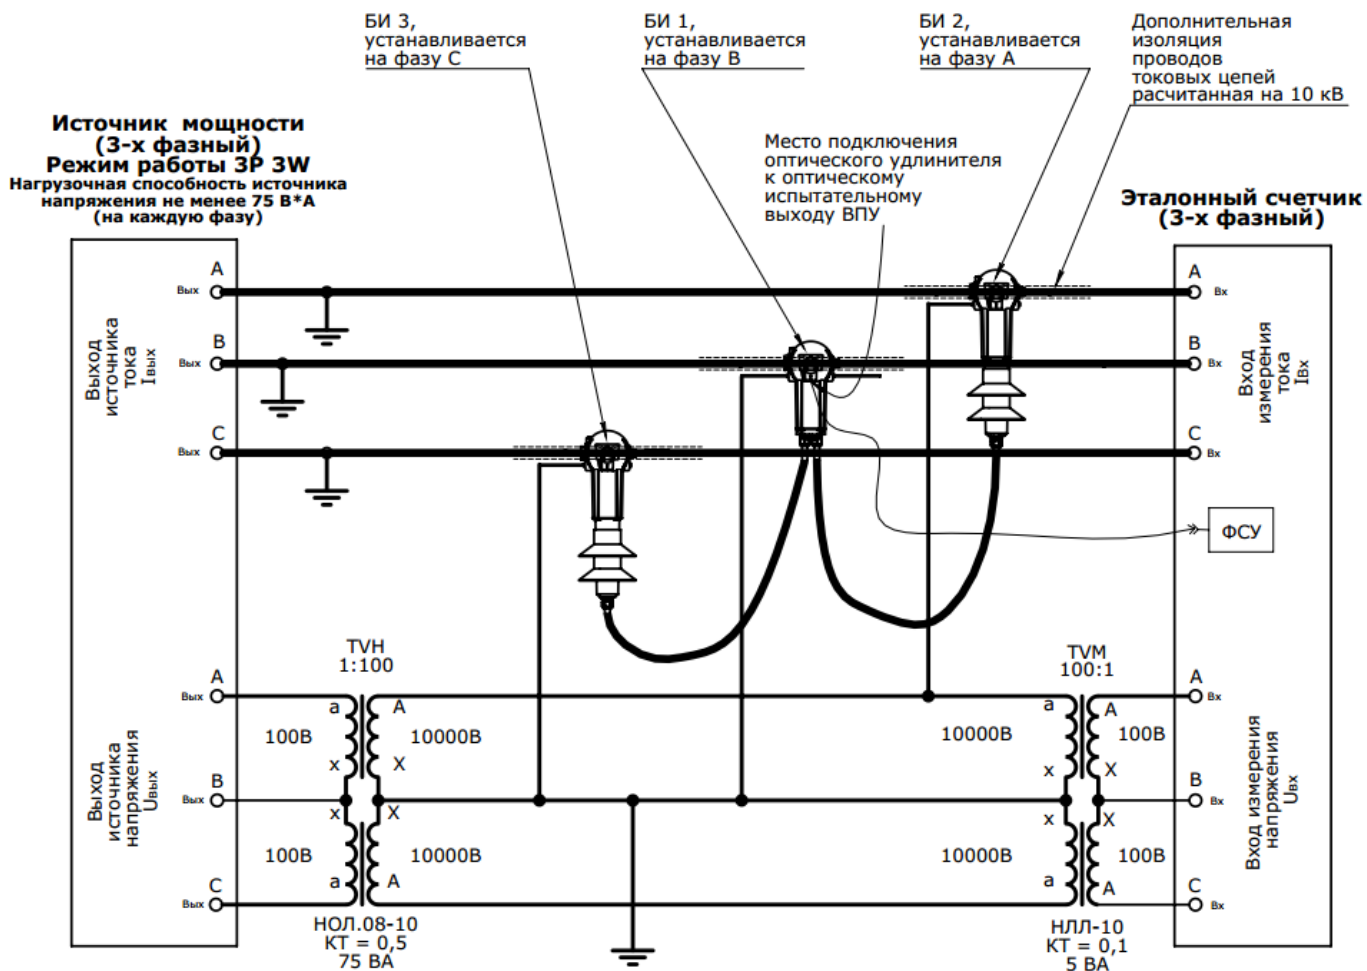 БИ 3,
устанавливается
на фазу С
БИ 1,
устанавливается
на фазу В
БИ 2,
устанавливается
на фазу А
Дополнительная
изоляция
проводов
токовых цепей
расчитанная на 10 кВ
Место подключения
оптического удлинителя
к оптическому
испытательному
выходу ВПУ
Источник мощности
(3-х фазный)
Режим работы 3P 3W
Нагрузочная способность источника
напряжения не менее 75 В*А
(на каждую фазу)
Эталонный счетчик
(3-х фазный)
Выход
источника
тока
Iвых
A
Вых
B
Вых
C
Вых
A
Вх
B
Вх
C
Вх
Вход
измерения
тока
Iвх
ФСУ
TVH
1:100
TVM
100:1
Выход
источника
напряжения
Uвых
A
Вых
B
Вых
C
Вых
a
A
100В
10000В
x
X
x
X
100В
10000В
a
A
НОЛ.08-10
КТ = 0,5
75 ВА
a
A
10000В
100В
x
X
x
X
10000В
100В
a
A
НЛЛ-10
КТ = 0,1
5 ВА
A
Вх
B
Вх
C
Вх
Вход измерения
напряжения
Uвх